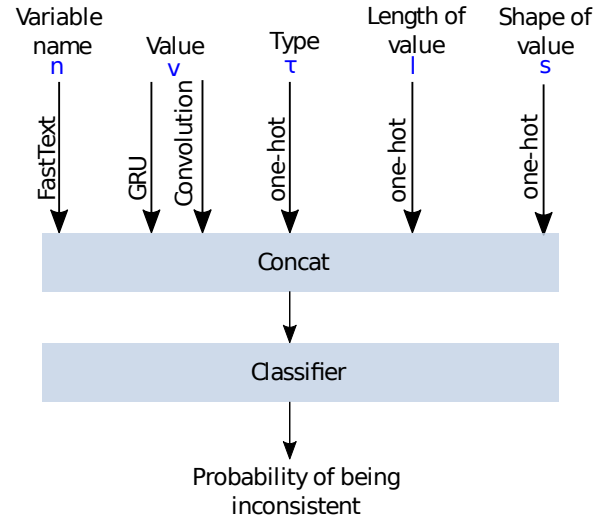 Variable
name
n
Value
v
Type
τ
Length of
value
l
Shape of
value
s
FastText
GRU
Convolution
one-hot
one-hot
one-hot
Concat
Classifier
Probability of being
inconsistent